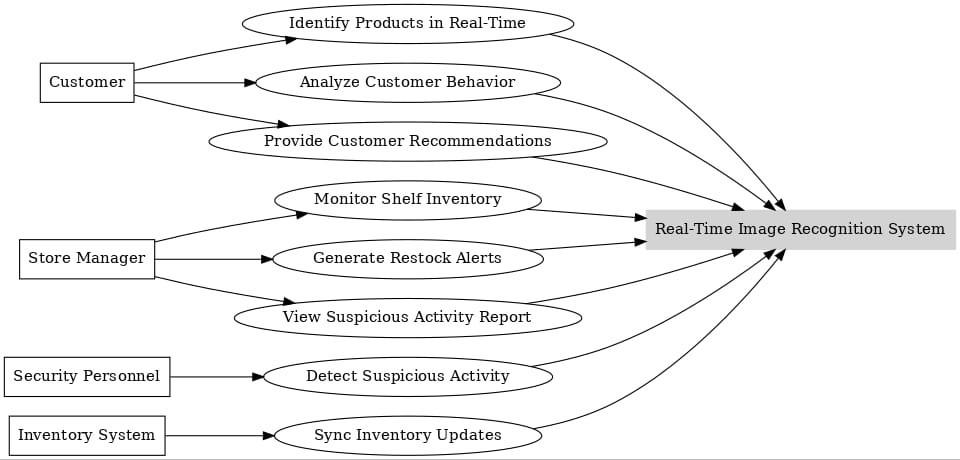 Identify Products in Real-Time
Customer
Analyze Customer Behavior
Provide Customer Recommendations
Monitor Shelf Inventory
Real-Time Image Recognition System
Store Manager
Generate Restock Alerts
View Suspicious Activity Report
Security Personnel
Detect Suspicious Activity
Inventory System
Sync Inventory Updates